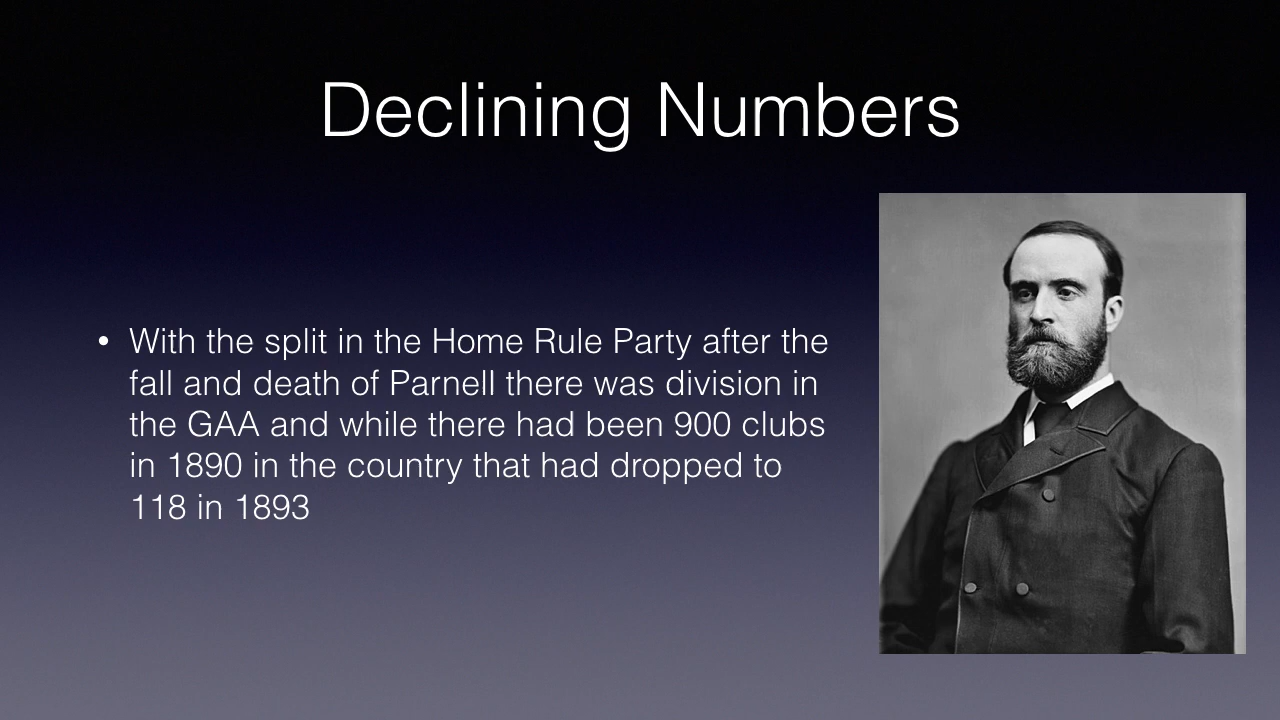 Declining Numbers
• With the split in the Home Rule Party after the
fall and death of Parnell there was division in
the GAA and while there had been 900 clubs
in 1890 in the country that had dropped to
118 in 1893